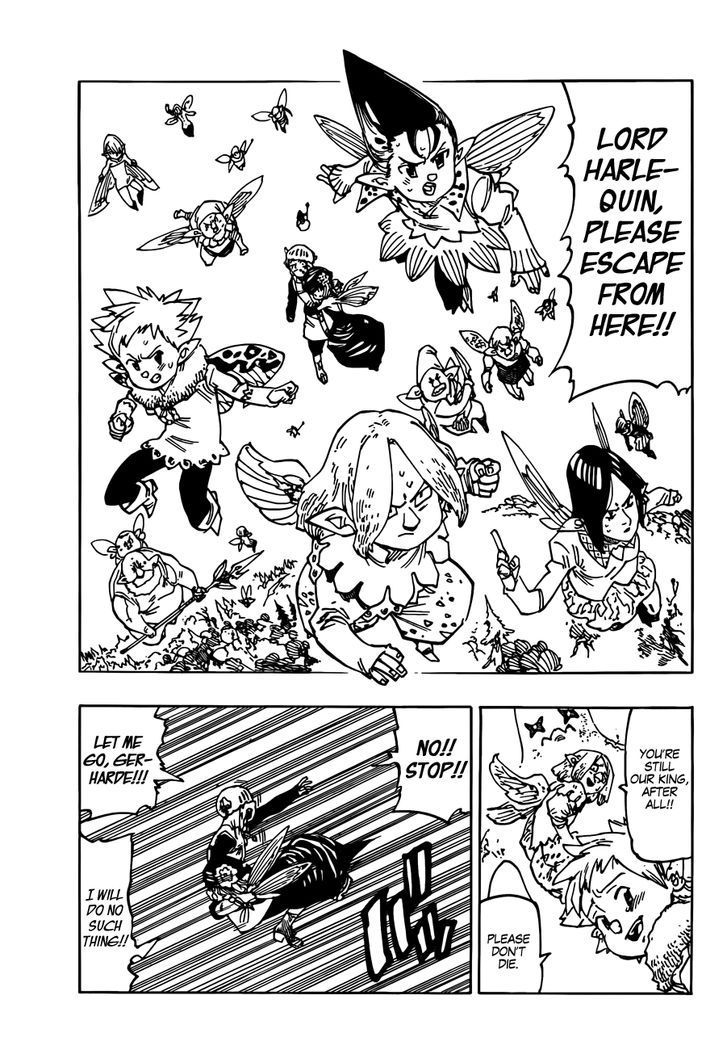 LORD
HARLE-
QUIN,
PLEASE
ESCAPE
FROM
HERE!!
YOU'RE
STILL
OUR KING,
AFTER
ALL!!
PLEASE
DON'T
DIE.
NO!!
STOP!!
LET ME
GO, GER-
HARDE!!!
I WILL
DO NO
SUCH
THING!!